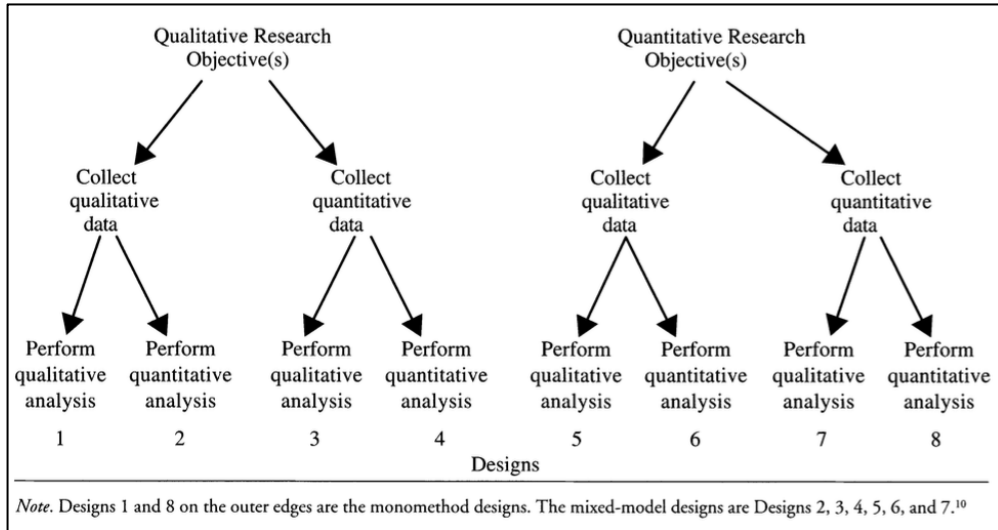 Qualitative Research
Objective(s)
Quantitative Research
Objective(s)
Collect
qualitative
data
Collect
quantitative
data
Collect
qualitative
data
Collect
quantitative
data
Perform
qualitative
analysis
Perform
quantitative
analysis
Perform
qualitative
analysis
Perform
quantitative
analysis
Perform
qualitative
analysis
Perform
quantitative
analysis
Perform
qualitative
analysis
Perform
quantitative
analysis
1 2 3 4 5 6 7 8
Designs
Note. Designs 1 and 8 on the outer edges are the monomethod designs. The mixed-model designs are Designs 2, 3, 4, 5, 6, and 7.¹⁰